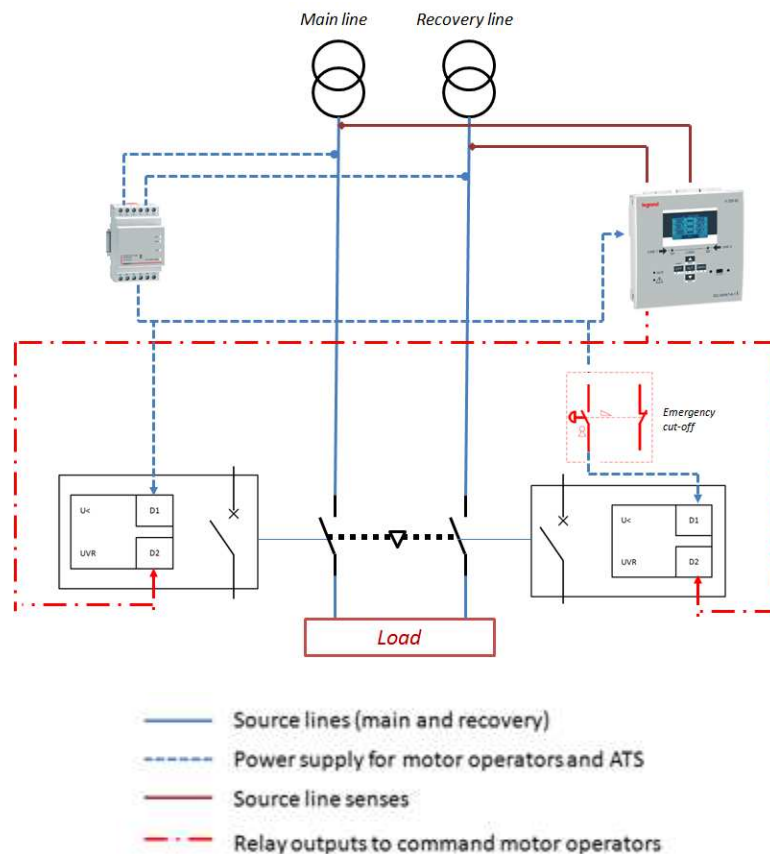 Main line
Recovery line
legrand
Emergency
cut-off
U<
D1
UVR
D2
U<
D1
UVR
D2
Load
Source lines (main and recovery)
Power supply for motor operators and ATS
Source line senses
Relay outputs to command motor operators